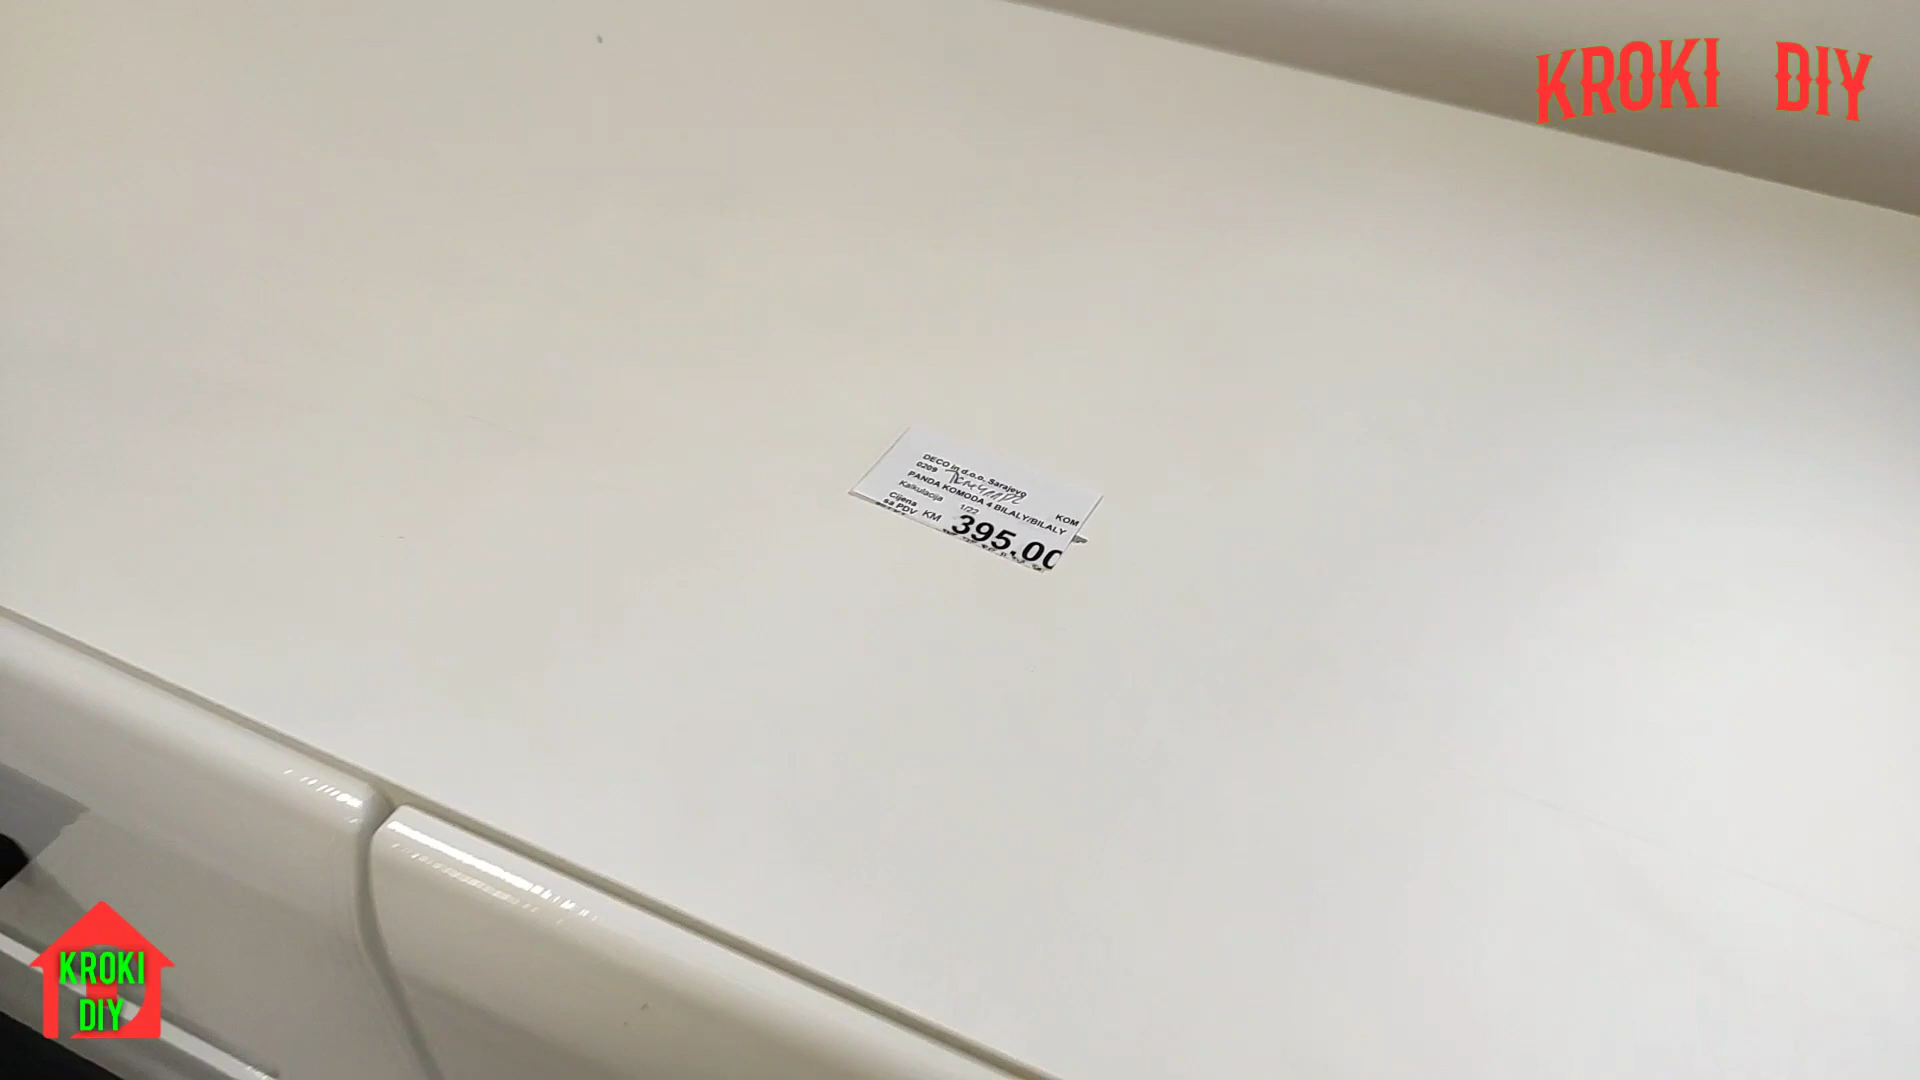 KROKI DIY
DECO in d.o.o. Sarajevo
0209
KOM
PANDA KOMODA 4 BILALY/BILALY
Kalkulacija 1/22
Cijena
sa PDV KM 395.00
KROKI
DIY